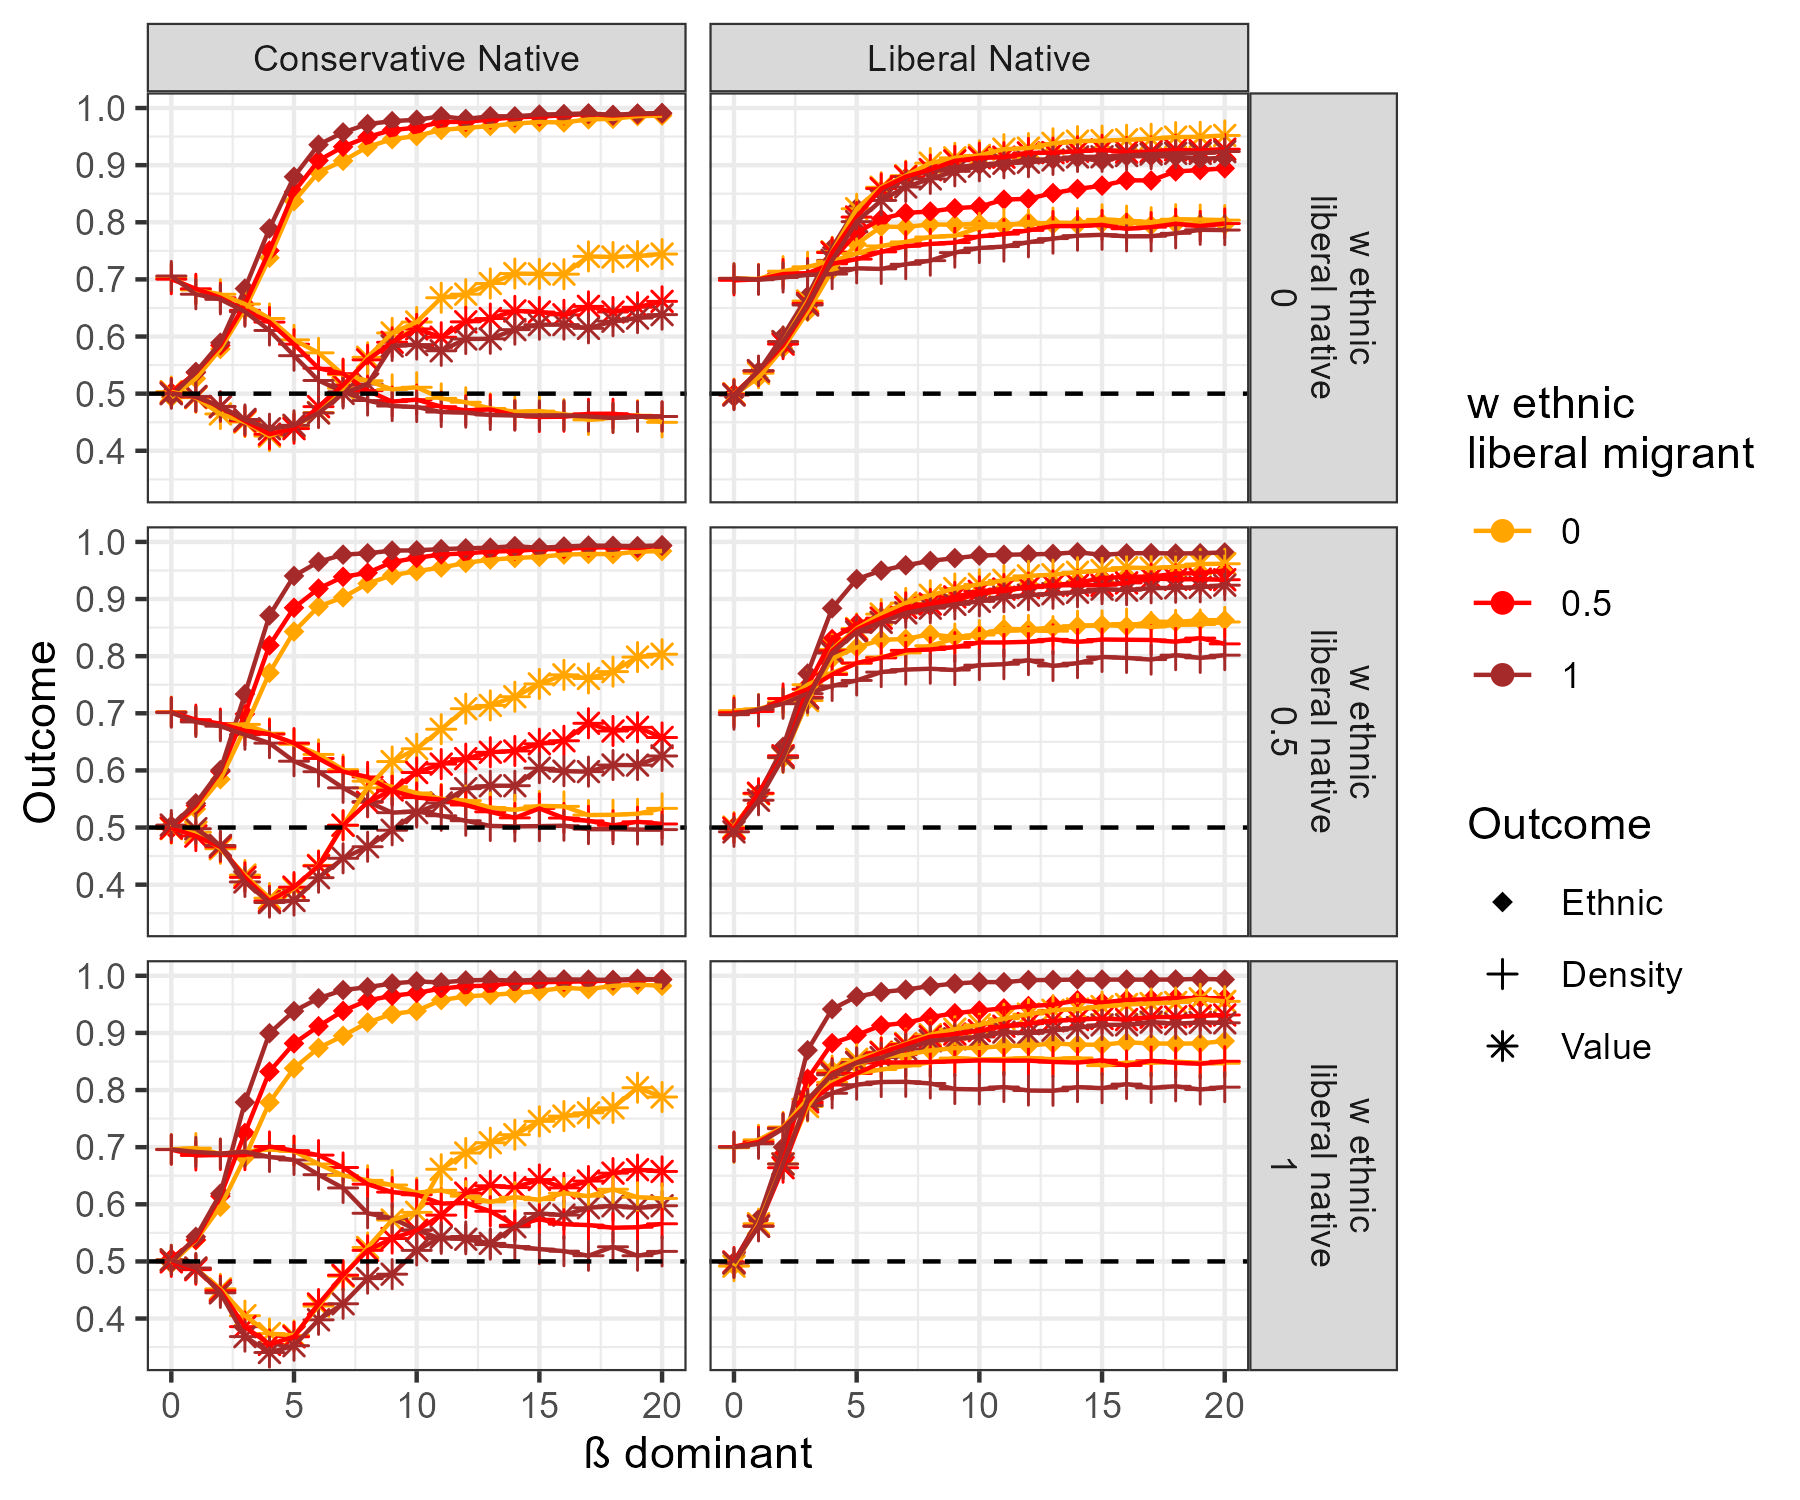 Conservative Native
Liberal Native
1.0
0.9
0.8
0.7
0.6
0.5
0.4
w ethnic
liberal native
0
1.0
0.9
0.8
0.7
0.6
0.5
0.4
w ethnic
liberal native
0.5
1.0
0.9
0.8
0.7
0.6
0.5
0.4
w ethnic
liberal native
1
Outcome
0
5
10
15
20
0
5
10
15
20
ß dominant
w ethnic
liberal migrant
0
0.5
1
Outcome
Ethnic
Density
Value